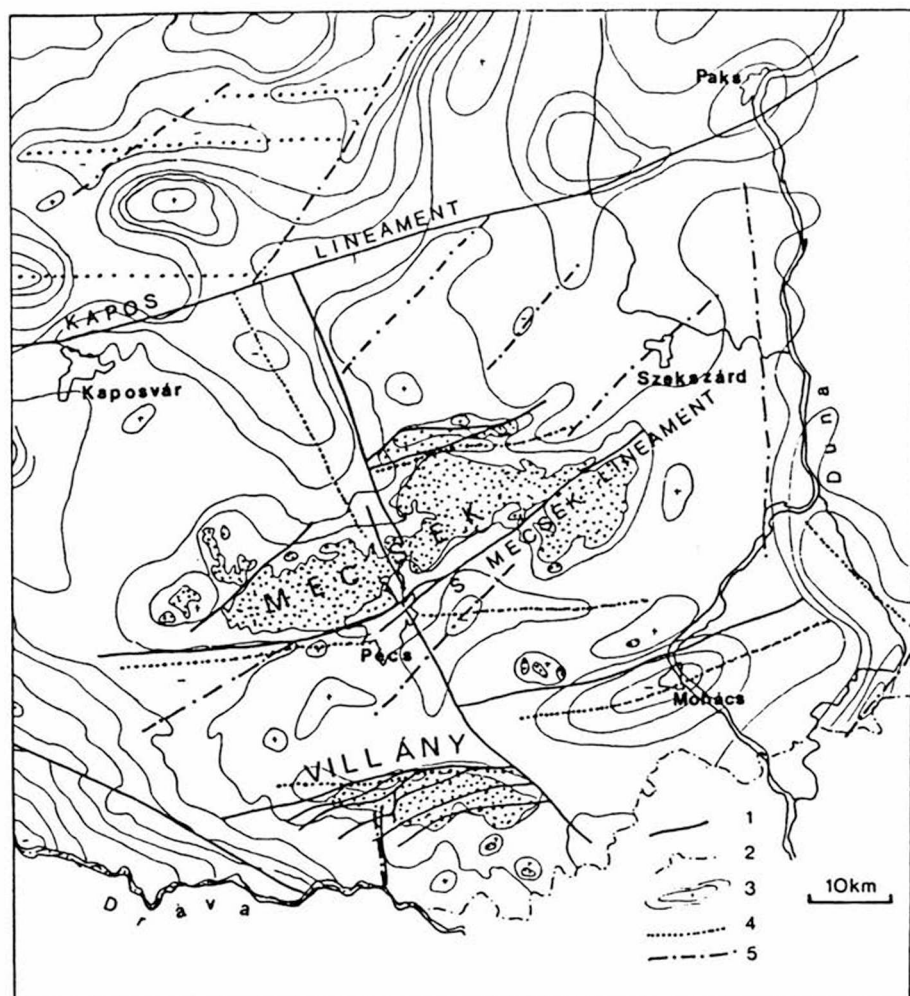 Paks
KAPOS LINEAMENT
Kaposvár
Szekszárd
Duna
MECSEK
S MECSEK LINEAMENT
Pécs
Mohács
VILLÁNY
Dráva
1
2
3
4
5
10km